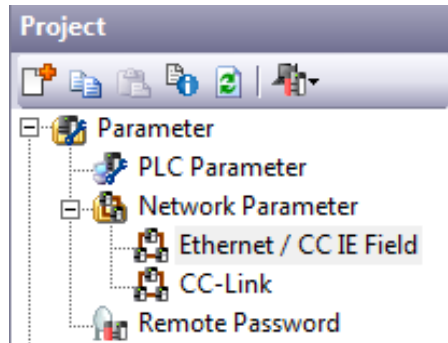 Project
Parameter
PLC Parameter
Network Parameter
Ethernet / CC IE Field
CC-Link
Remote Password